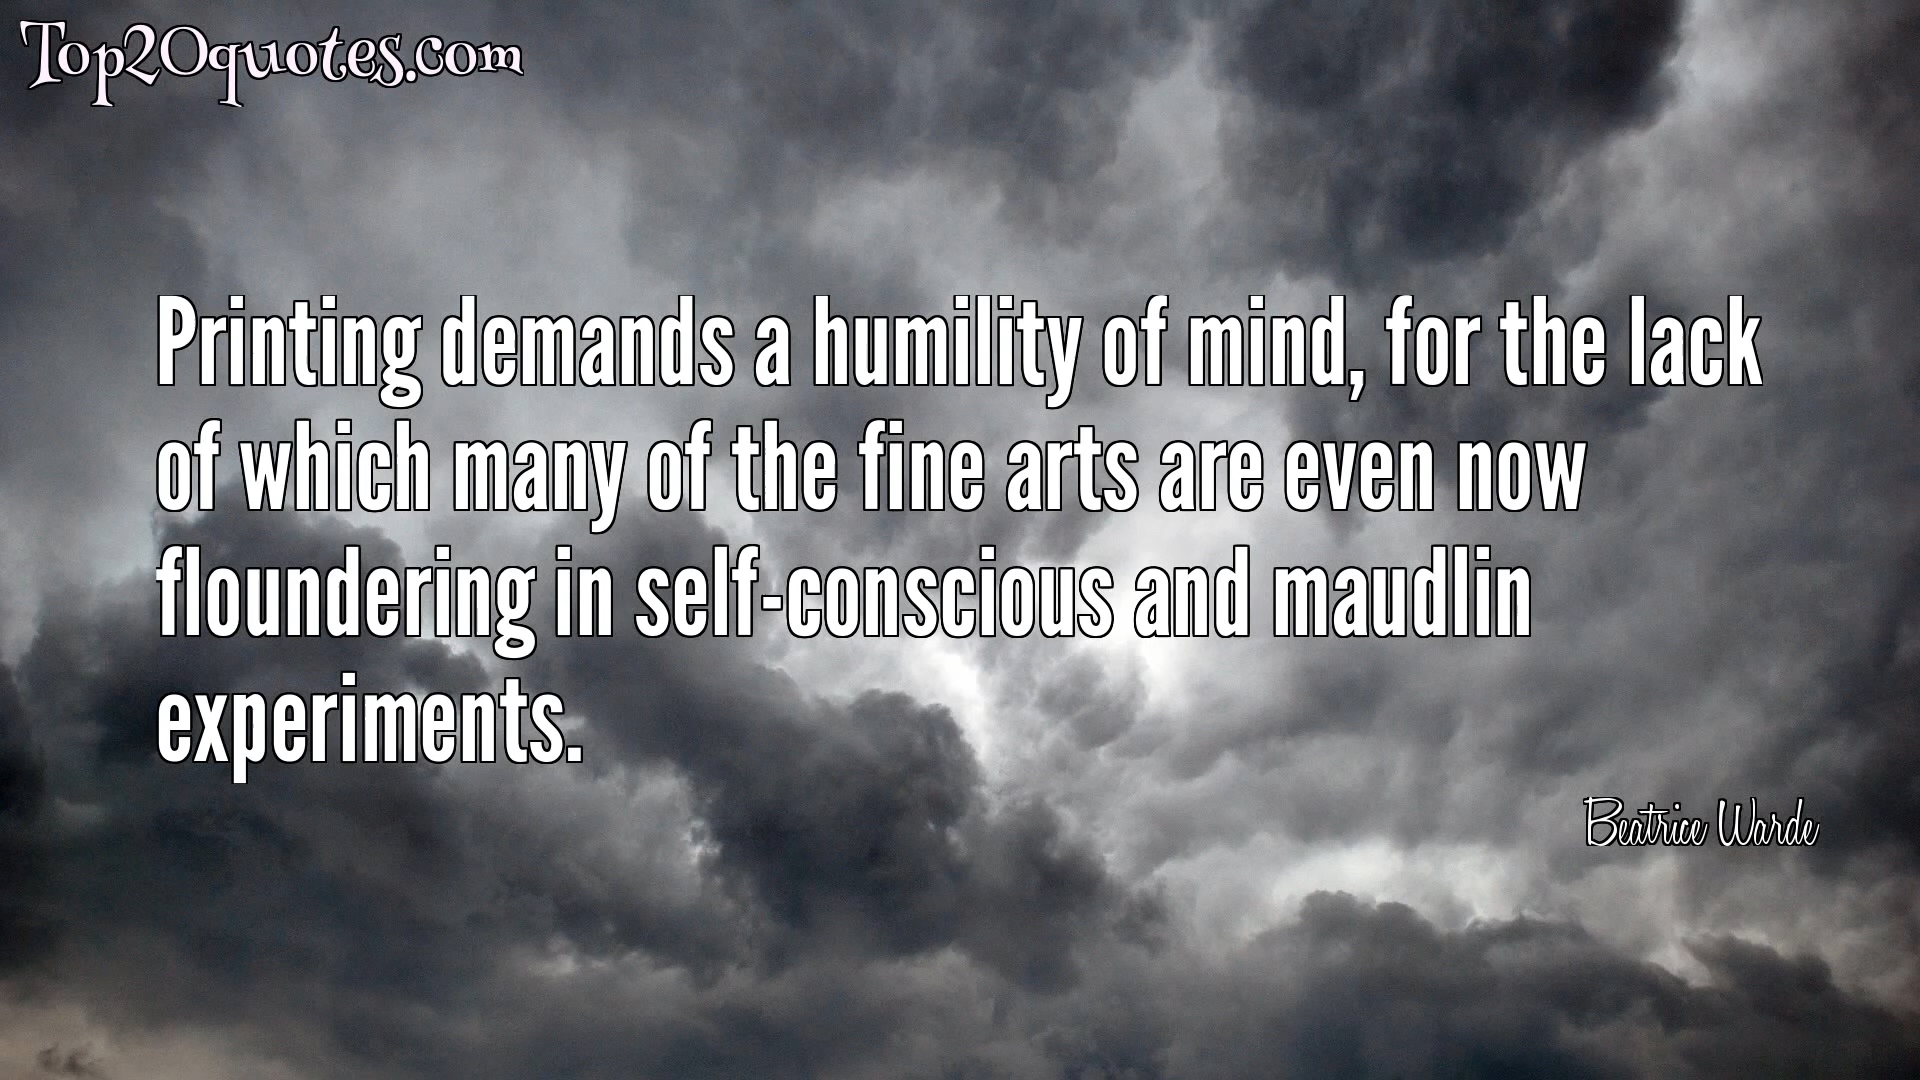 Top20quotes.com
Printing demands a humility of mind, for the lack
of which many of the fine arts are even now
floundering in self-conscious and maudlin
experiments.
Beatrice Warde